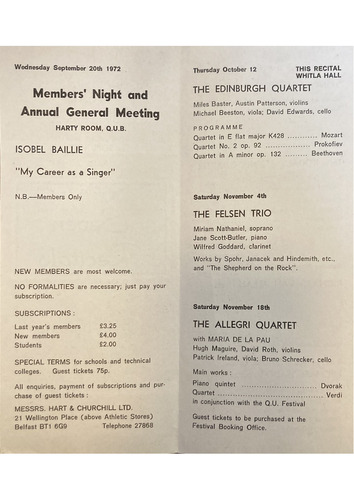 Wednesday September 20th 1972
Members' Night and
Annual General Meeting
HARTY ROOM, Q.U.B.
ISOBEL BAILLIE
"My Career as a Singer"
N.B.—Members Only
NEW MEMBERS are most welcome.
NO FORMALITIES are necessary; just pay your
subscription.
SUBSCRIPTIONS :
Last year's members £3.25
New members £4.00
Students £2.00
SPECIAL TERMS for schools and technical
colleges. Guest tickets 75p.
All enquiries, payment of subscriptions and pur-
chase of guest tickets :
MESSRS. HART & CHURCHILL LTD.
21 Wellington Place (above Athletic Stores)
Belfast BT1 6G9 Telephone 27868
Thursday October 12 THIS RECITAL
WHITLA HALL
THE EDINBURGH QUARTET
Miles Baster, Austin Patterson, violins
Michael Beeston, viola; David Edwards, cello
PROGRAMME
Quartet in E flat major K428 ............ Mozart
Quartet No. 2 op. 92 .................. Prokofiev
Quartet in A minor op. 132 ......... Beethoven
Saturday November 4th
THE FELSEN TRIO
Miriam Nathaniel, soprano
Jane Scott-Butler, piano
Wilfred Goddard, clarinet
Works by Spohr, Janacek and Hindemith, etc.,
and "The Shepherd on the Rock".
Saturday November 18th
THE ALLEGRI QUARTET
with MARIA DE LA PAU
Hugh Maguire, David Roth, violins
Patrick Ireland, viola; Bruno Schrecker, cello
Main works :
Piano quintet .............................. Dvorak
Quartet ....................................... Verdi
in conjunction with the Q.U. Festival
Guest tickets to be purchased at the
Festival Booking Office.